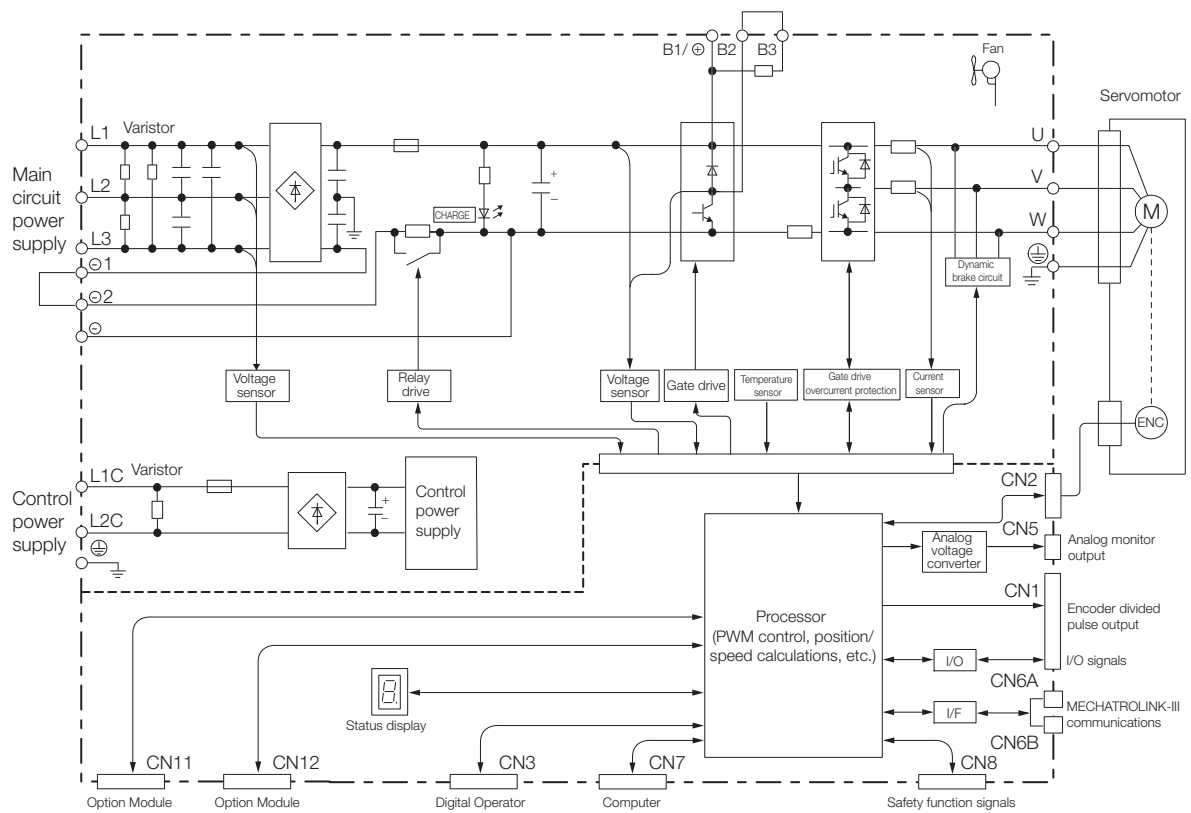 B1/ ⊕
B2
B3
Fan
Servomotor
L1
Varistor
U
Main
circuit
power
supply
L2
V
M
CHARGE
+
−
L3
W
⊖ 1
Dynamic
brake circuit
⊖ 2
⊖
Voltage
sensor
Relay
drive
Voltage
sensor
Gate drive
Temperature
sensor
Gate drive
overcurrent protection
Current
sensor
ENC
L1C
Varistor
Control
power
supply
L2C
+
−
Control
power
supply
CN2
CN5
Analog
voltage
converter
Analog monitor
output
CN1
Processor
(PWM control, position/
speed calculations, etc.)
Encoder divided
pulse output
I/O
I/O signals
CN6A
I/F
MECHATROLINK-III
communications
CN6B
8.
Status display
CN11
CN12
CN3
CN7
CN8
Option Module
Option Module
Digital Operator
Computer
Safety function signals